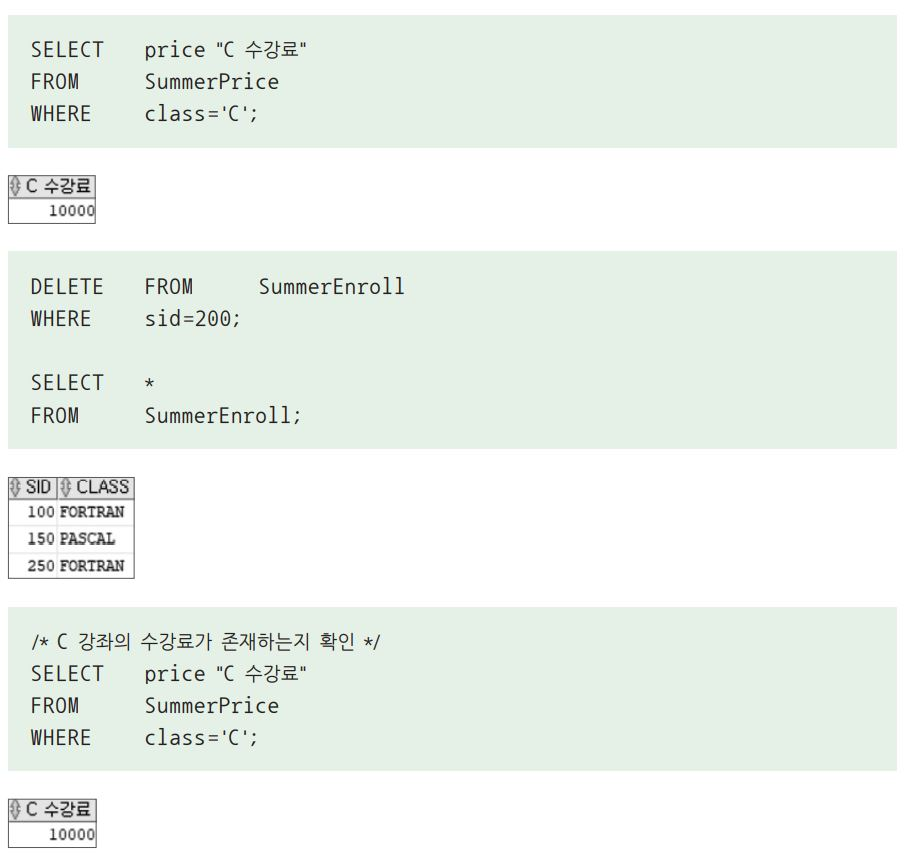 SELECT price "C 수강료"
FROM SummerPrice
WHERE class='C';
C 수강료
10000
DELETE FROM SummerEnroll
WHERE sid=200;
SELECT *
FROM SummerEnroll;
SID CLASS
100 FORTRAN
150 PASCAL
250 FORTRAN
/* C 강좌의 수강료가 존재하는지 확인 */
SELECT price "C 수강료"
FROM SummerPrice
WHERE class='C';
C 수강료
10000